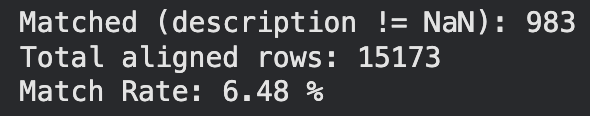 Matched (description != NaN): 983
Total aligned rows: 15173
Match Rate: 6.48 %